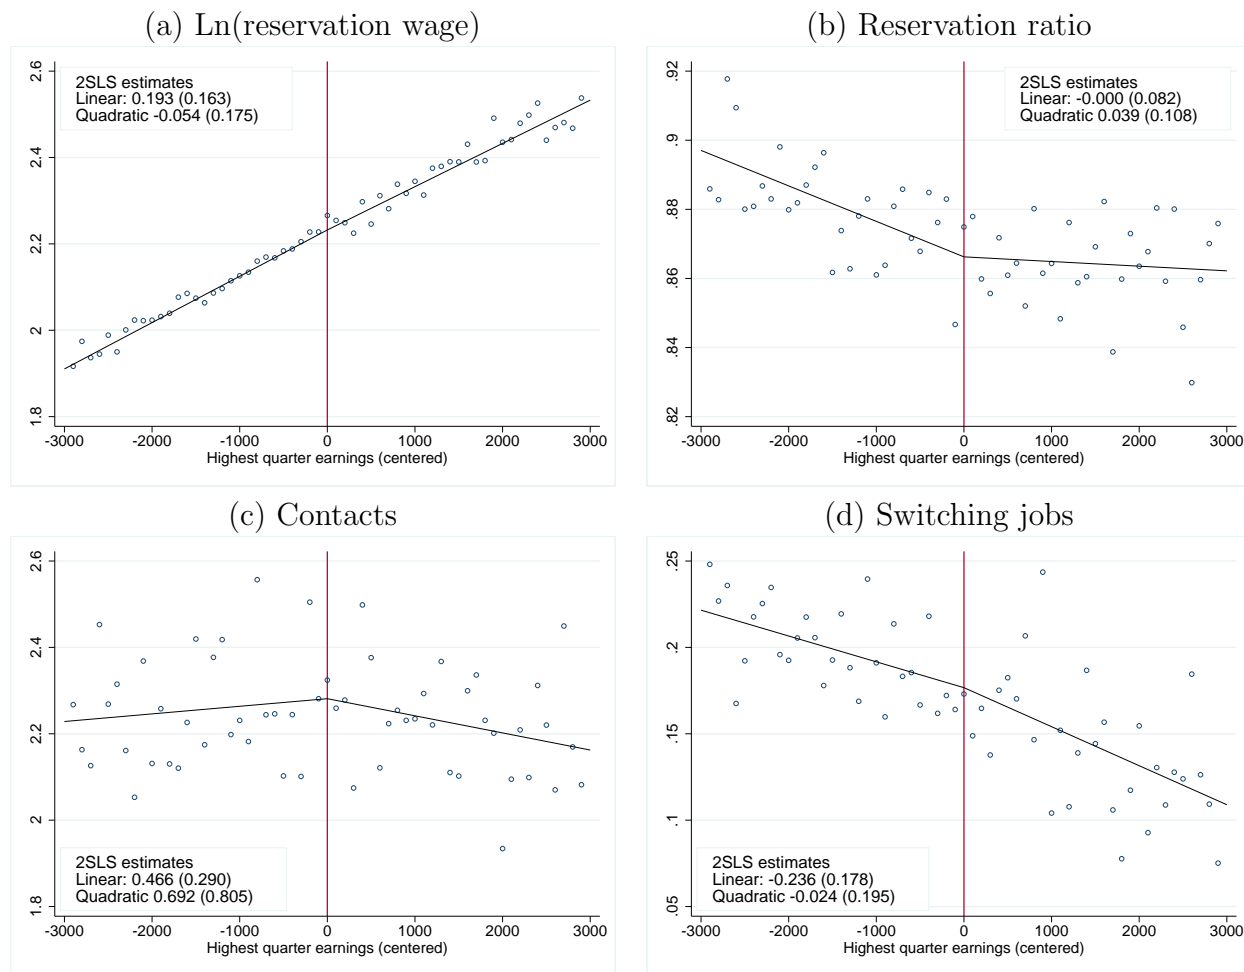 (a) Ln(reservation wage)
2SLS estimates
Linear: 0.193 (0.163)
Quadratic -0.054 (0.175)
2.6
2.4
2.2
2
1.8
-3000 -2000 -1000 0 1000 2000 3000
Highest quarter earnings (centered)
(b) Reservation ratio
2SLS estimates
Linear: -0.000 (0.082)
Quadratic 0.039 (0.108)
.92
.9
.88
.86
.84
.82
-3000 -2000 -1000 0 1000 2000 3000
Highest quarter earnings (centered)
(c) Contacts
2.6
2.4
2.2
2
1.8
2SLS estimates
Linear: 0.466 (0.290)
Quadratic 0.692 (0.805)
-3000 -2000 -1000 0 1000 2000 3000
Highest quarter earnings (centered)
(d) Switching jobs
.25
.2
.15
.1
.05
2SLS estimates
Linear: -0.236 (0.178)
Quadratic -0.024 (0.195)
-3000 -2000 -1000 0 1000 2000 3000
Highest quarter earnings (centered)